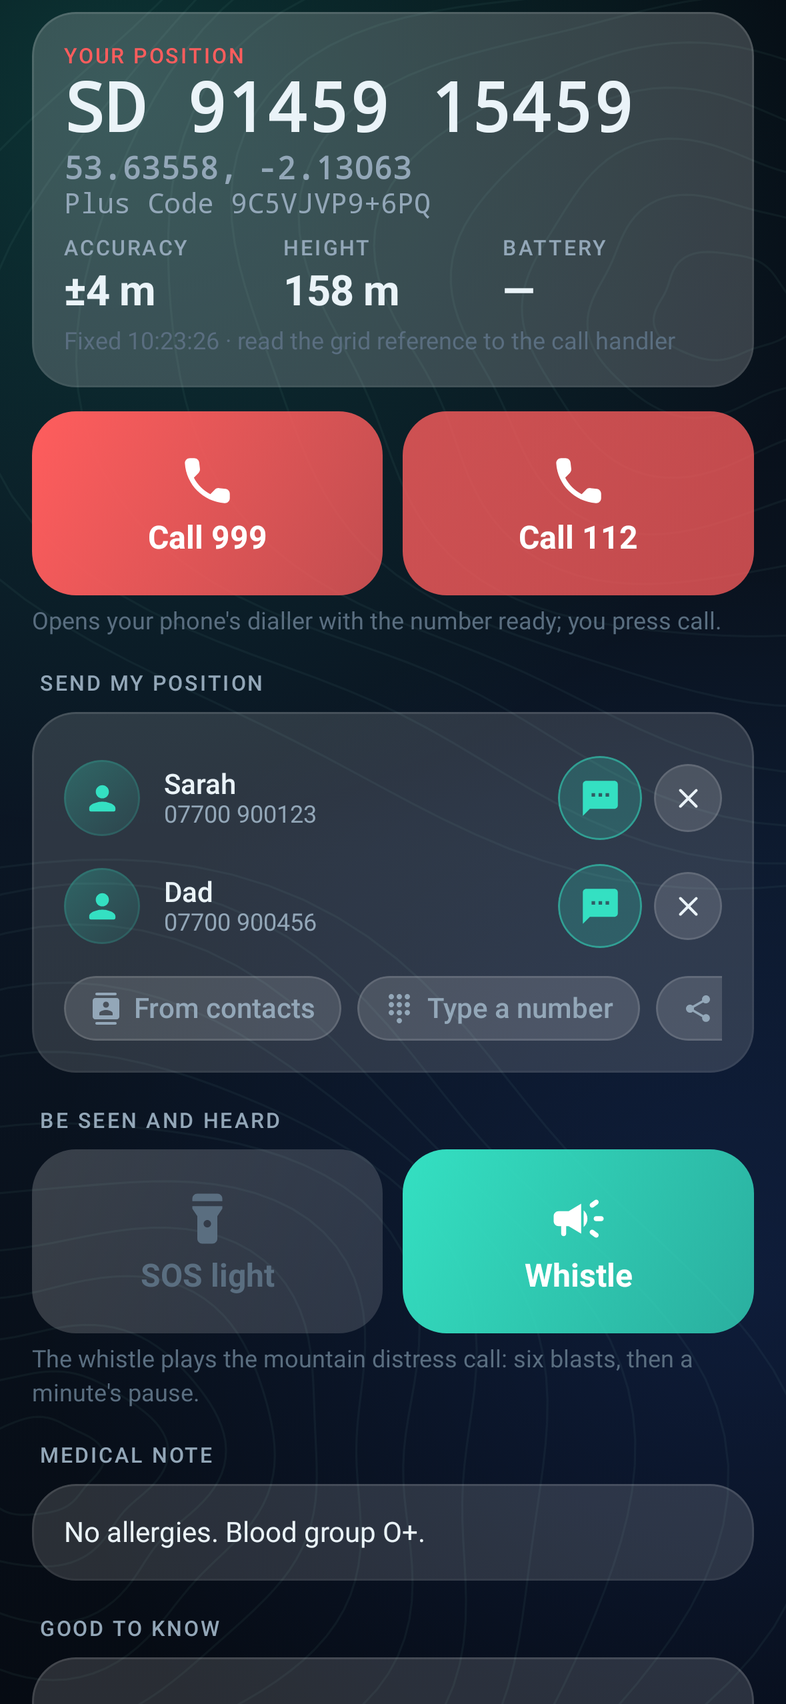 YOUR POSITION
SD 91459 15459
53.63558, -2.13063
Plus Code 9C5VJVP9+6PQ
ACCURACY HEIGHT BATTERY
±4 m 158 m —
Fixed 10:23:26 · read the grid reference to the call handler
Call 999 Call 112
Opens your phone's dialler with the number ready; you press call.
SEND MY POSITION
Sarah
07700 900123
Dad
07700 900456
From contacts Type a number
BE SEEN AND HEARD
SOS light Whistle
The whistle plays the mountain distress call: six blasts, then a
minute's pause.
MEDICAL NOTE
No allergies. Blood group O+.
GOOD TO KNOW